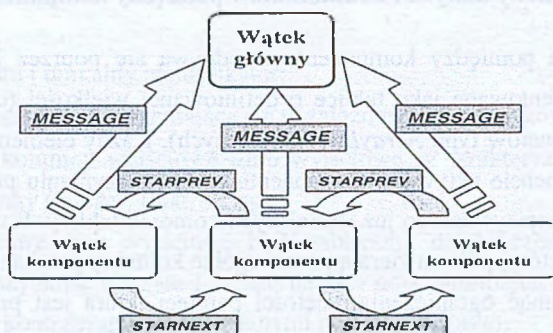 Wątek
główny
MESSAGE
MESSAGE
MESSAGE
STARPREV
STARPREV
Wątek
komponentu
Wątek
komponentu
Wątek
komponentu
STARNEXT
STARNEXT